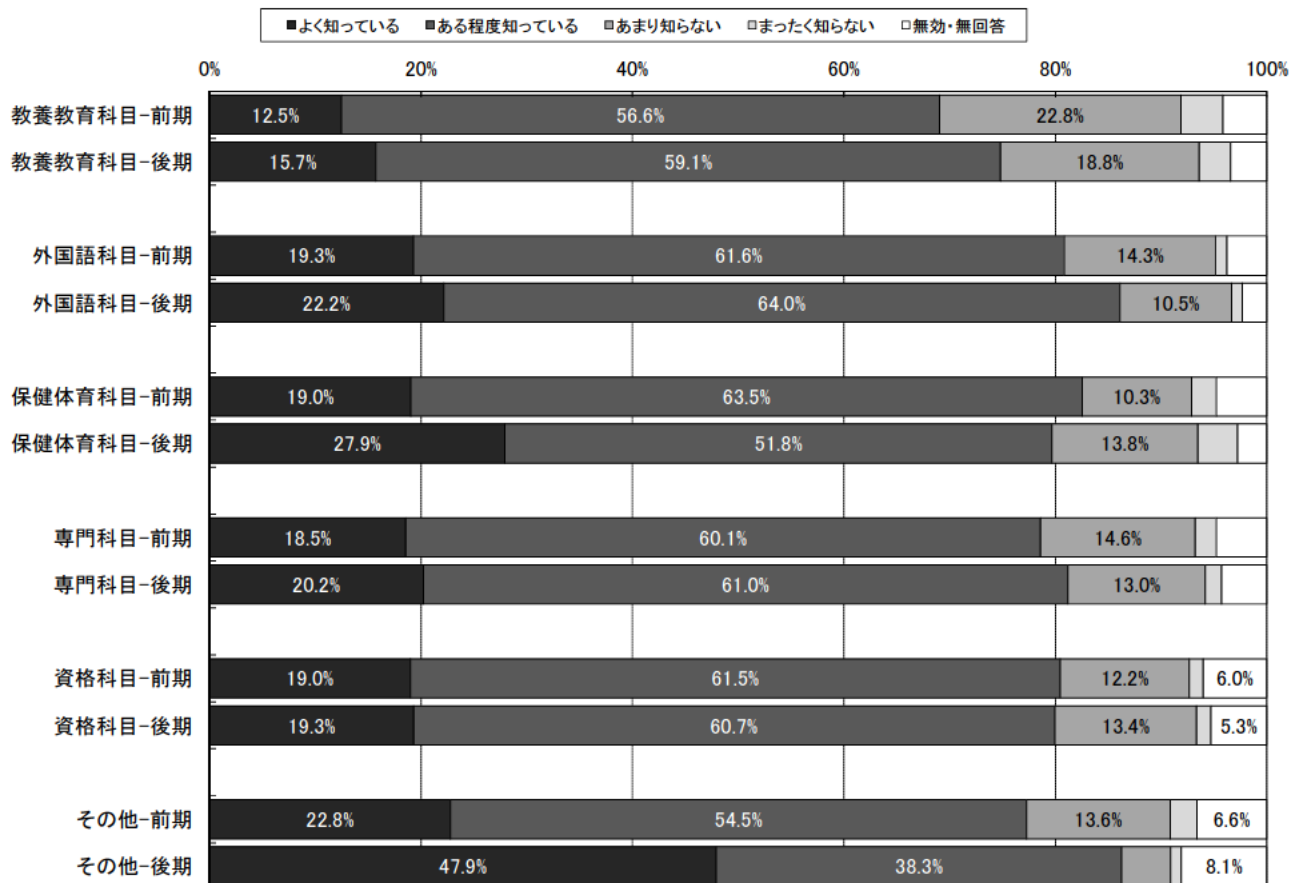 ■よく知っている ■ある程度知っている ■あまり知らない □まったく知らない □無効・無回答
0% 20% 40% 60% 80% 100%
教養教育科目-前期 12.5% 56.6% 22.8%
教養教育科目-後期 15.7% 59.1% 18.8%
外国語科目-前期 19.3% 61.6% 14.3%
外国語科目-後期 22.2% 64.0% 10.5%
保健体育科目-前期 19.0% 63.5% 10.3%
保健体育科目-後期 27.9% 51.8% 13.8%
専門科目-前期 18.5% 60.1% 14.6%
専門科目-後期 20.2% 61.0% 13.0%
資格科目-前期 19.0% 61.5% 12.2% 6.0%
資格科目-後期 19.3% 60.7% 13.4% 5.3%
その他-前期 22.8% 54.5% 13.6% 6.6%
その他-後期 47.9% 38.3% 8.1%